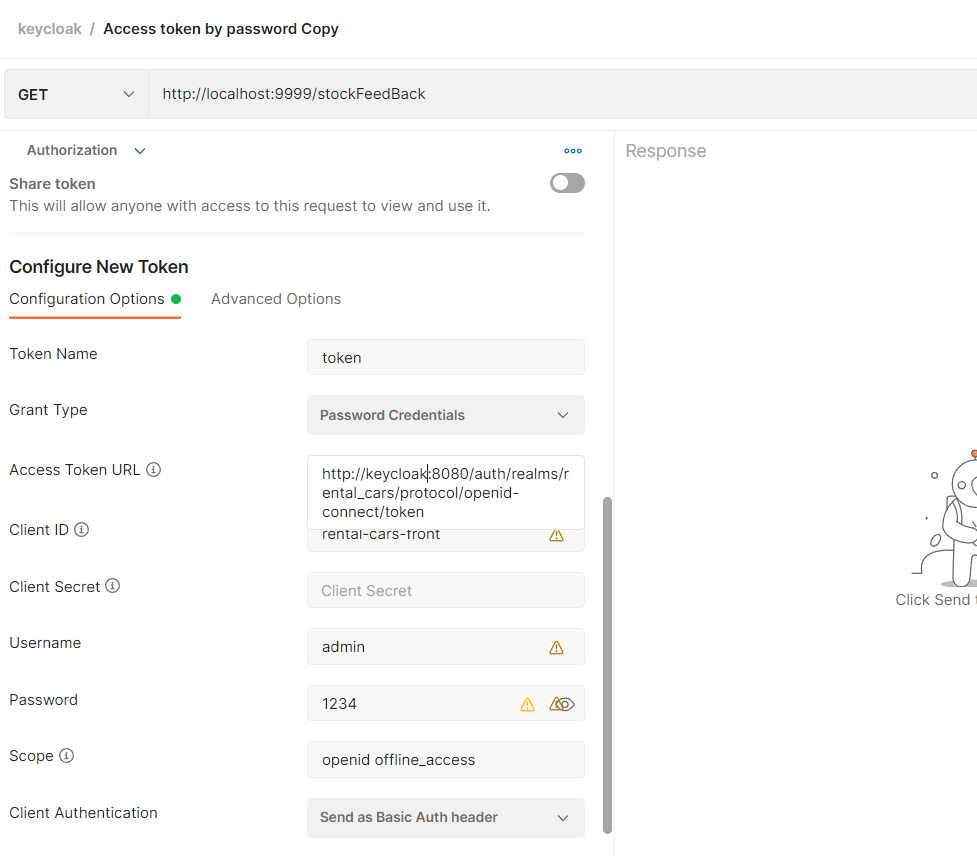 keycloak / Access token by password Copy
GET http://localhost:9999/stockFeedBack
Authorization
Response
Share token
This will allow anyone with access to this request to view and use it.
Configure New Token
Configuration Options Advanced Options
Token Name token
Grant Type Password Credentials
Access Token URL http://keycloak:8080/auth/realms/r
ental_cars/protocol/openid-
connect/token
Client ID rental-cars-front
Client Secret Client Secret
Username admin
Password 1234
Scope openid offline_access
Client Authentication Send as Basic Auth header
Click Send